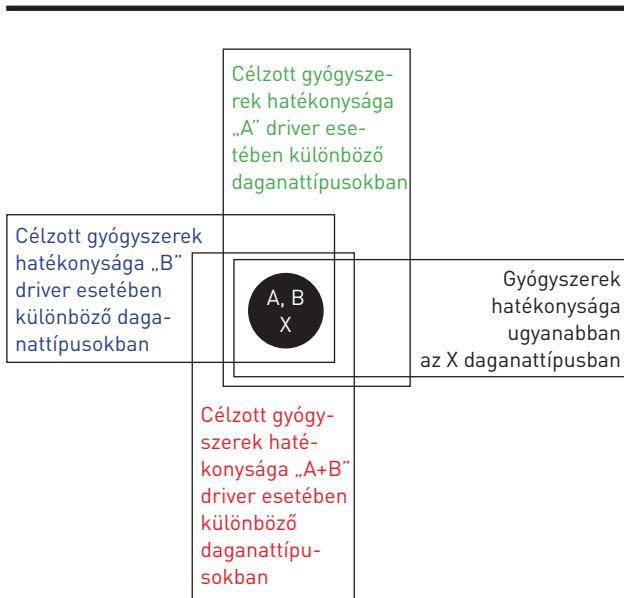 Célzott gyógysze-
rek hatékonysága
„A” driver ese-
tében különböző
daganattípusokban
Célzott gyógyszerek
hatékonysága „B”
driver esetében
különböző daga-
nattípusokban
A, B
X
Gyógyszerek
hatékonysága
ugyanabban
az X daganattípusban
Célzott gyógy-
szerek haté-
konysága „A+B”
driver esetében
különböző
daganattípu-
sokban